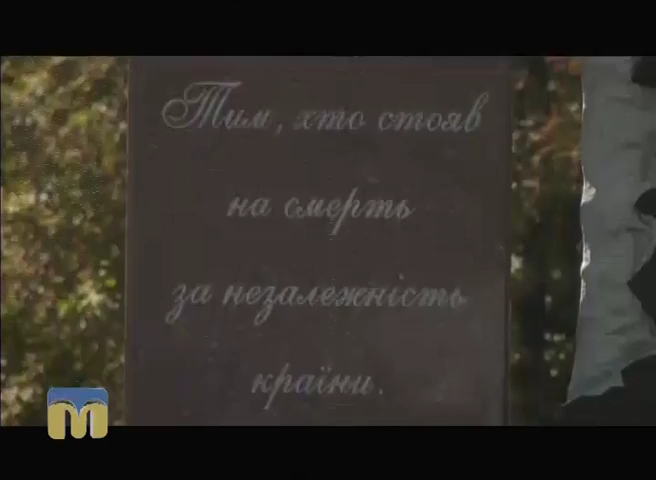 Тим, хто стояв
на смерть
за незалежність
країни.